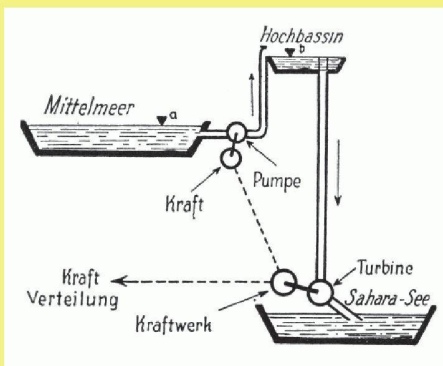 Hochbassin
b
Mittelmeer
a
Pumpe
Kraft
Turbine
Kraft
Verteilung
Sahara-See
Kraftwerk